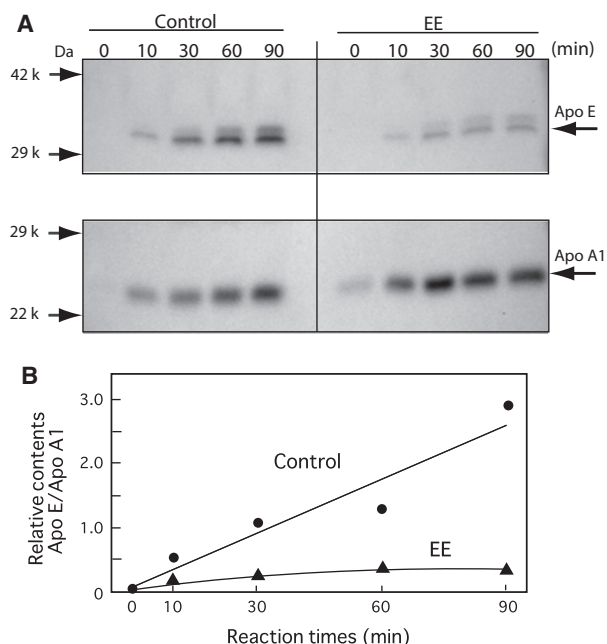 A
Control
EE
Da 0 10 30 60 90 0 10 30 60 90 (min)
42 k
Apo E
29 k
29 k
Apo A1
22 k
B
3.0
2.0
1.0
0
Relative contents
Apo E/Apo A1
Control
EE
0 10 30 60 90
Reaction times (min)